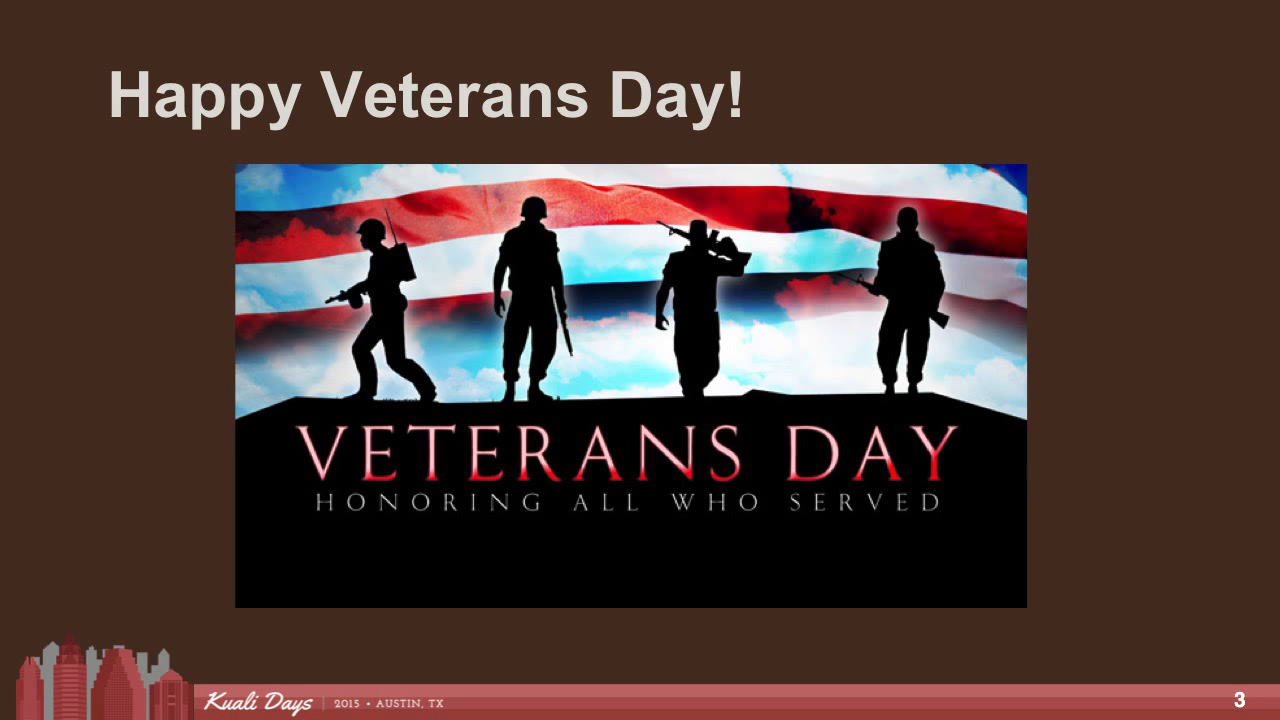 Happy Veterans Day!
VETERANS DAY
HONORING ALL WHO SERVED
Kuali Days | 2015 • AUSTIN, TX
3